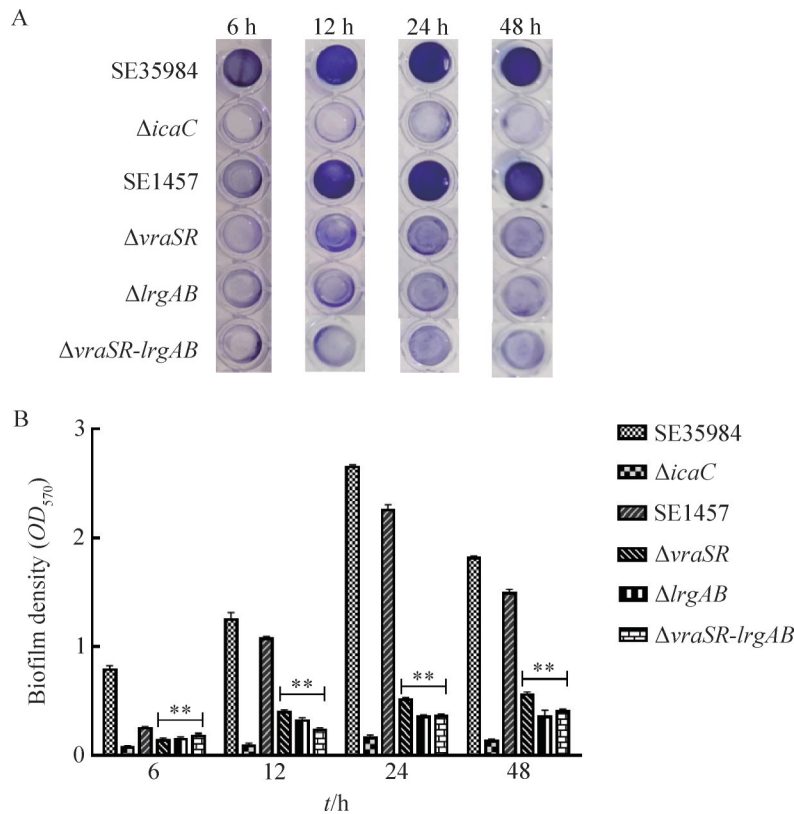 A
6 h 12 h 24 h 48 h
SE35984
ΔicaC
SE1457
ΔvraSR
ΔlrgAB
ΔvraSR-lrgAB
B
Biofilm density (OD570)
3
2
1
0
**
**
**
**
6 12 24 48
t/h
SE35984
ΔicaC
SE1457
ΔvraSR
ΔlrgAB
ΔvraSR-lrgAB